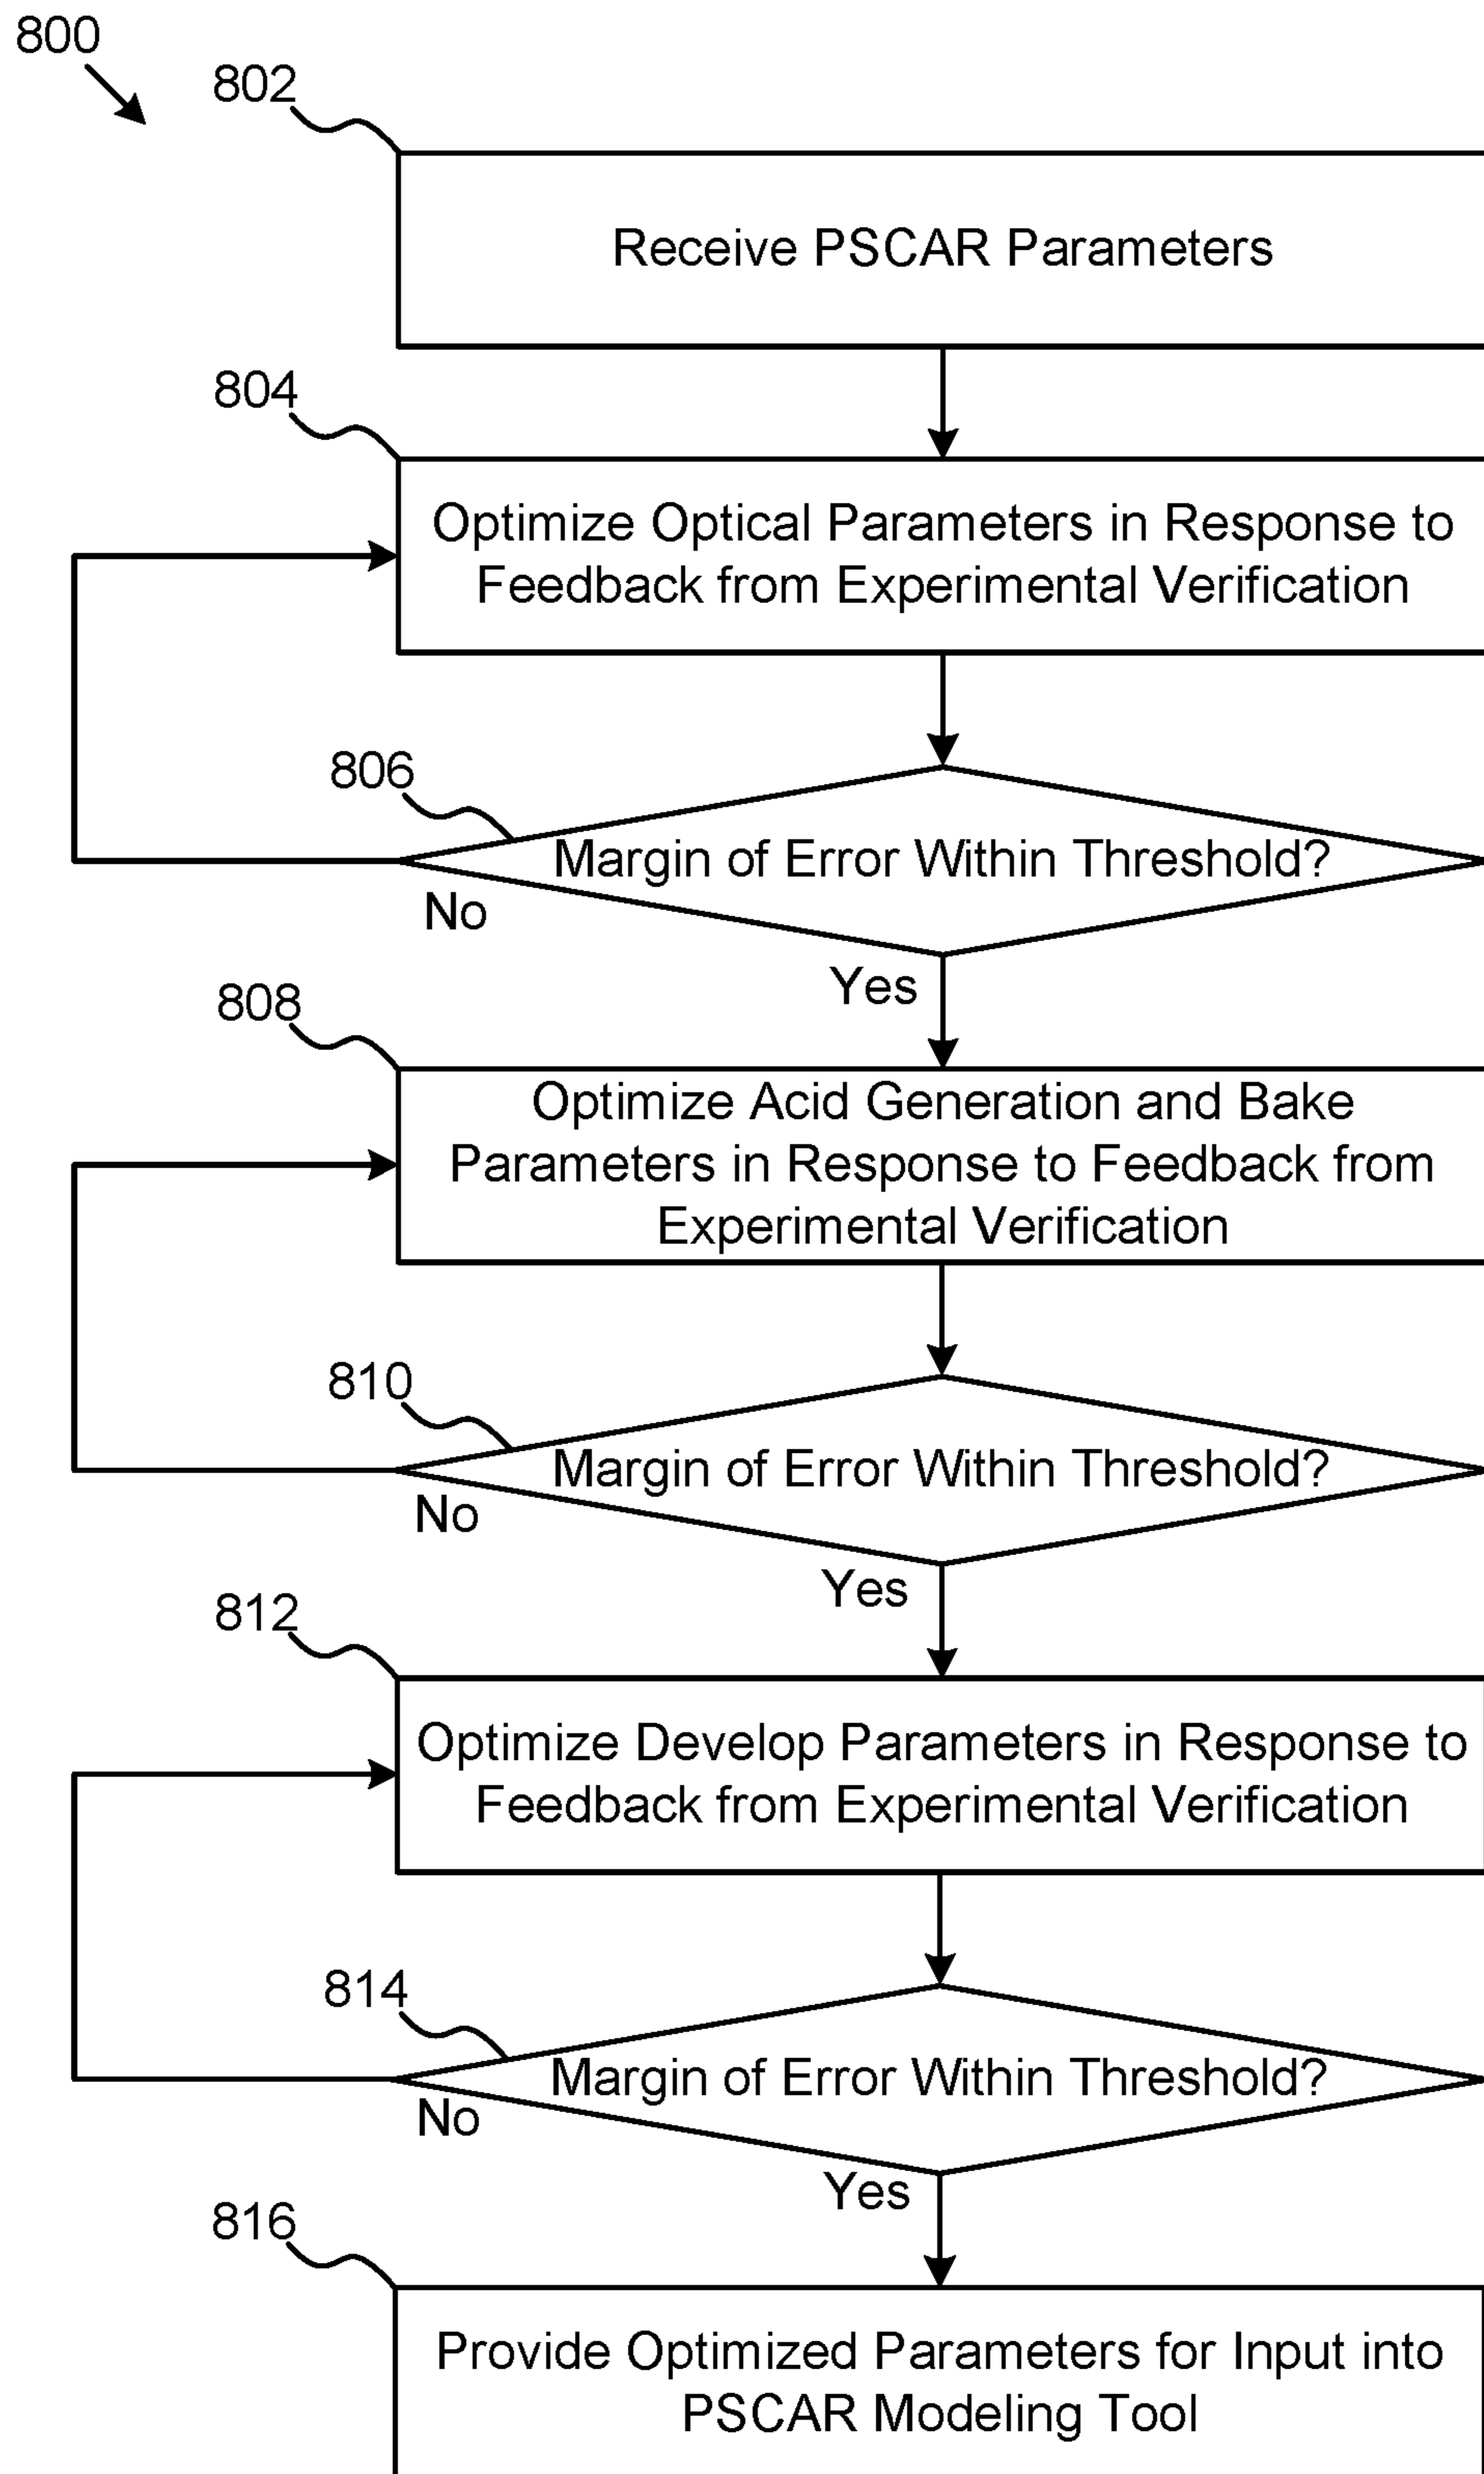 800
802
Receive PSCAR Parameters
804
Optimize Optical Parameters in Response to
Feedback from Experimental Verification
806
Margin of Error Within Threshold?
No
Yes
808
Optimize Acid Generation and Bake
Parameters in Response to Feedback from
Experimental Verification
810
Margin of Error Within Threshold?
No
Yes
812
Optimize Develop Parameters in Response to
Feedback from Experimental Verification
814
Margin of Error Within Threshold?
No
Yes
816
Provide Optimized Parameters for Input into
PSCAR Modeling Tool